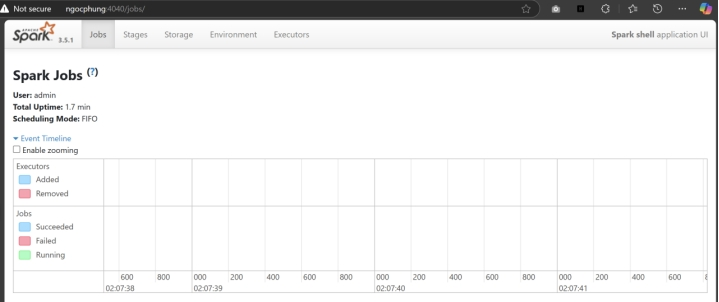 Not secure ngocphung:4040/jobs/
APACHE Spark 3.5.1 Jobs Stages Storage Environment Executors Spark shell application UI
Spark Jobs (?)
User: admin
Total Uptime: 1.7 min
Scheduling Mode: FIFO
Event Timeline
Enable zooming
Executors
Added
Removed
Jobs
Succeeded
Failed
Running
600 800 000 200 400 600 800 000 200 400 600 800 000 200 400 600 8
02:07:38 02:07:39 02:07:40 02:07:41